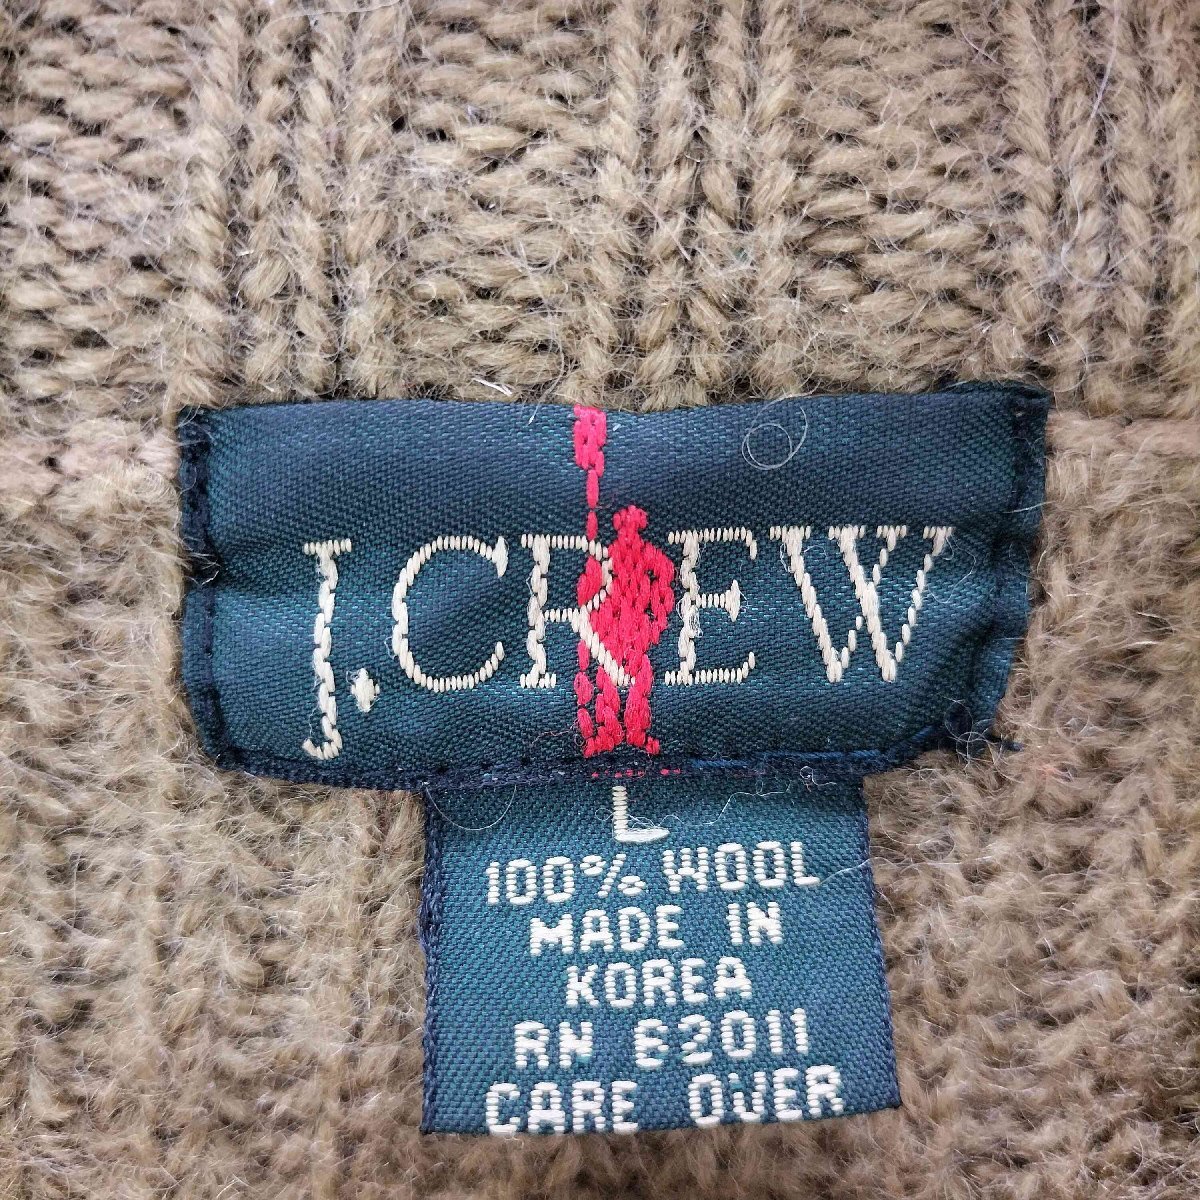 J.CREW
L
100% WOOL
MADE IN
KOREA
RN 62011
CARE OVER